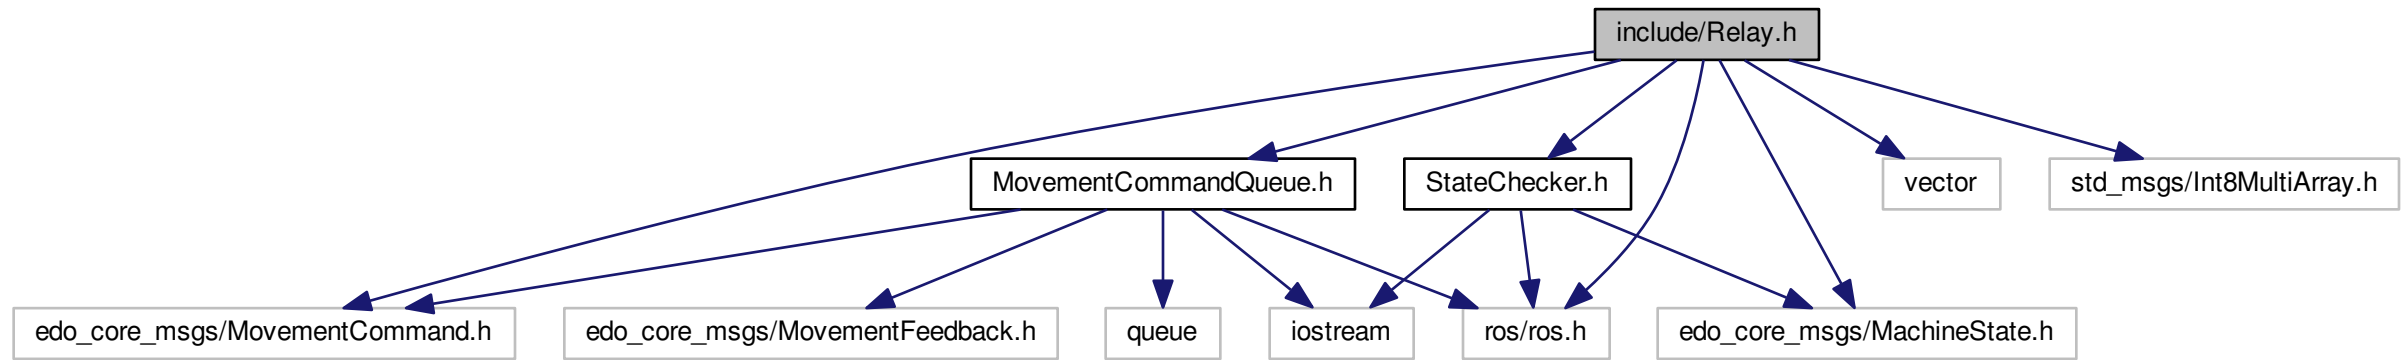 include/Relay.h
MovementCommandQueue.h
StateChecker.h
vector
std_msgs/Int8MultiArray.h
edo_core_msgs/MovementCommand.h
edo_core_msgs/MovementFeedback.h
queue
iostream
ros/ros.h
edo_core_msgs/MachineState.h